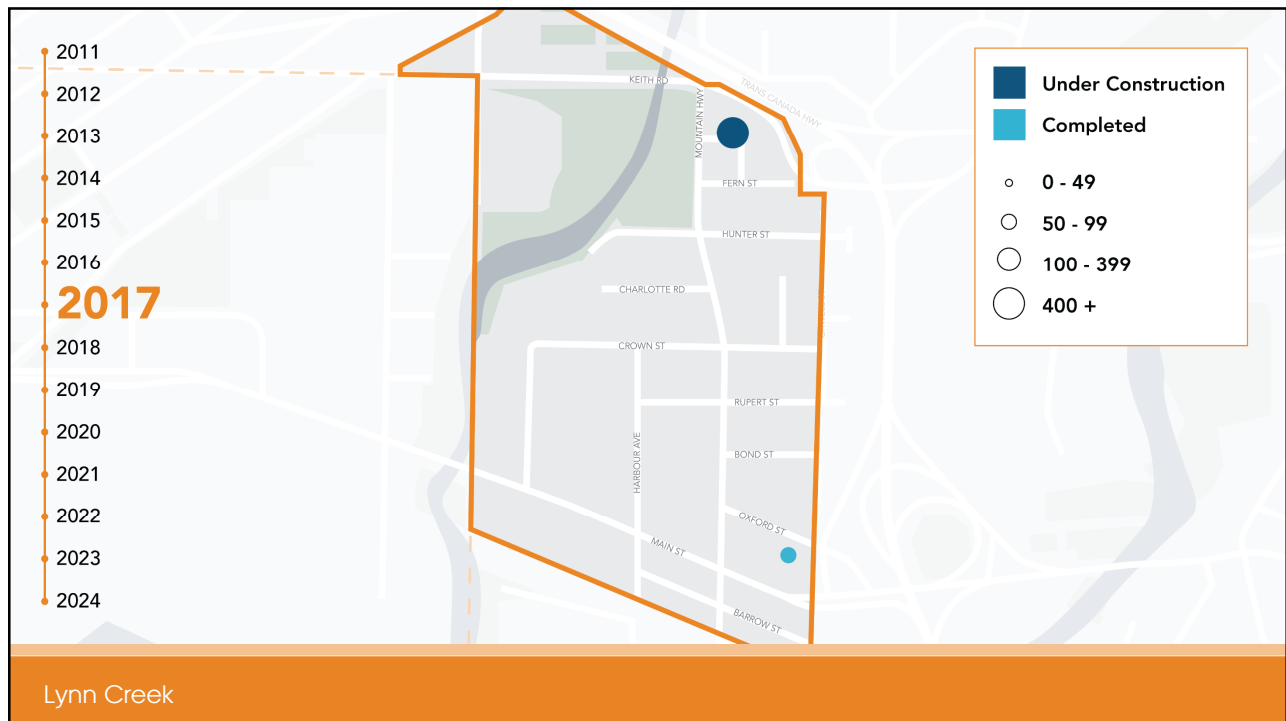 2011
2012
2013
2014
2015
2016
2017
2018
2019
2020
2021
2022
2023
2024
KEITH RD
TRANS CANADA HWY
MOUNTAIN HWY
FERN ST
HUNTER ST
CHARLOTTE RD
CROWN ST
RUPERT ST
HARBOUR AVE
BOND ST
OXFORD ST
MAIN ST
BARROW ST
Under Construction
Completed
0 - 49
50 - 99
100 - 399
400 +
Lynn Creek